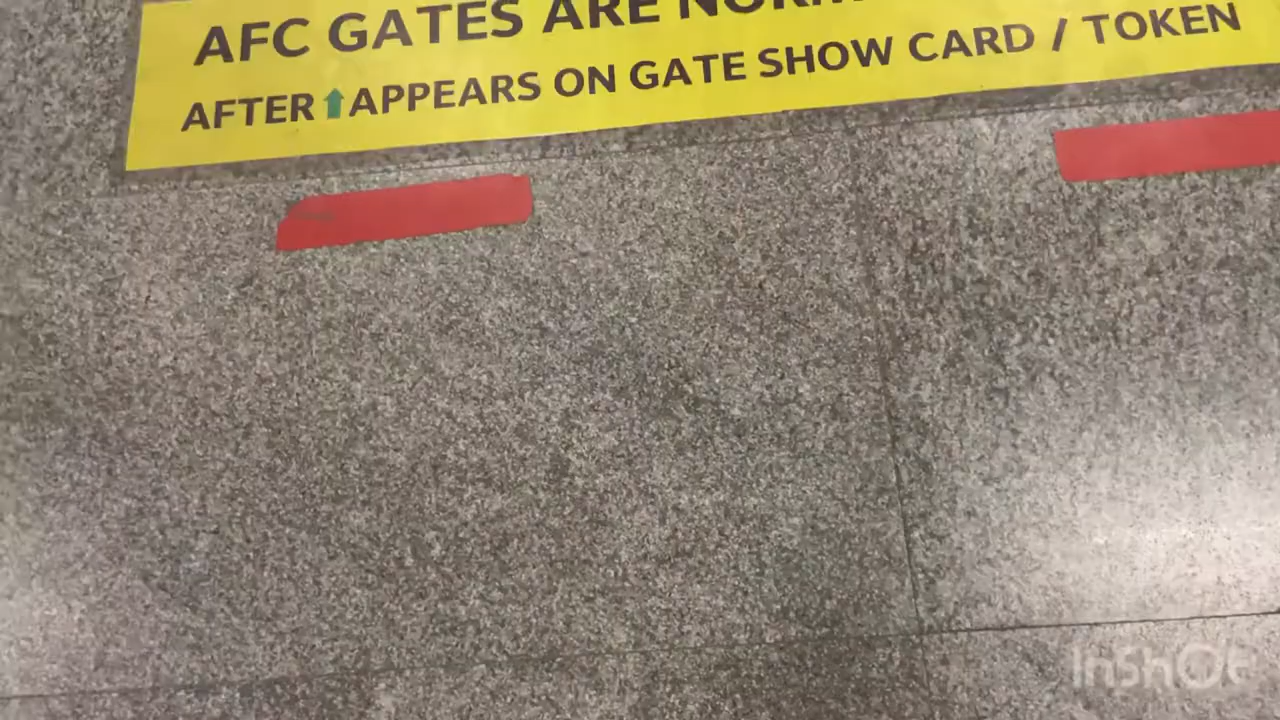 AFC GATES ARE
AFTER ↑ APPEARS ON GATE SHOW CARD / TOKEN
InShOt